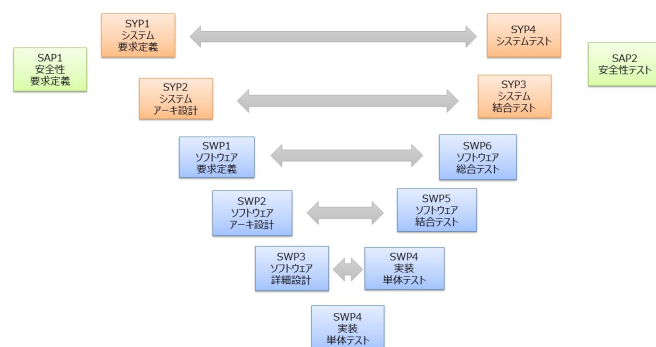 SYP1
システム
要求定義
SYP4
システムテスト
SAP1
安全性
要求定義
SAP2
安全性テスト
SYP2
システム
アーキ設計
SYP3
システム
結合テスト
SWP1
ソフトウェア
要求定義
SWP6
ソフトウェア
総合テスト
SWP2
ソフトウェア
アーキ設計
SWP5
ソフトウェア
結合テスト
SWP3
ソフトウェア
詳細設計
SWP4
実装
単体テスト
SWP4
実装
単体テスト